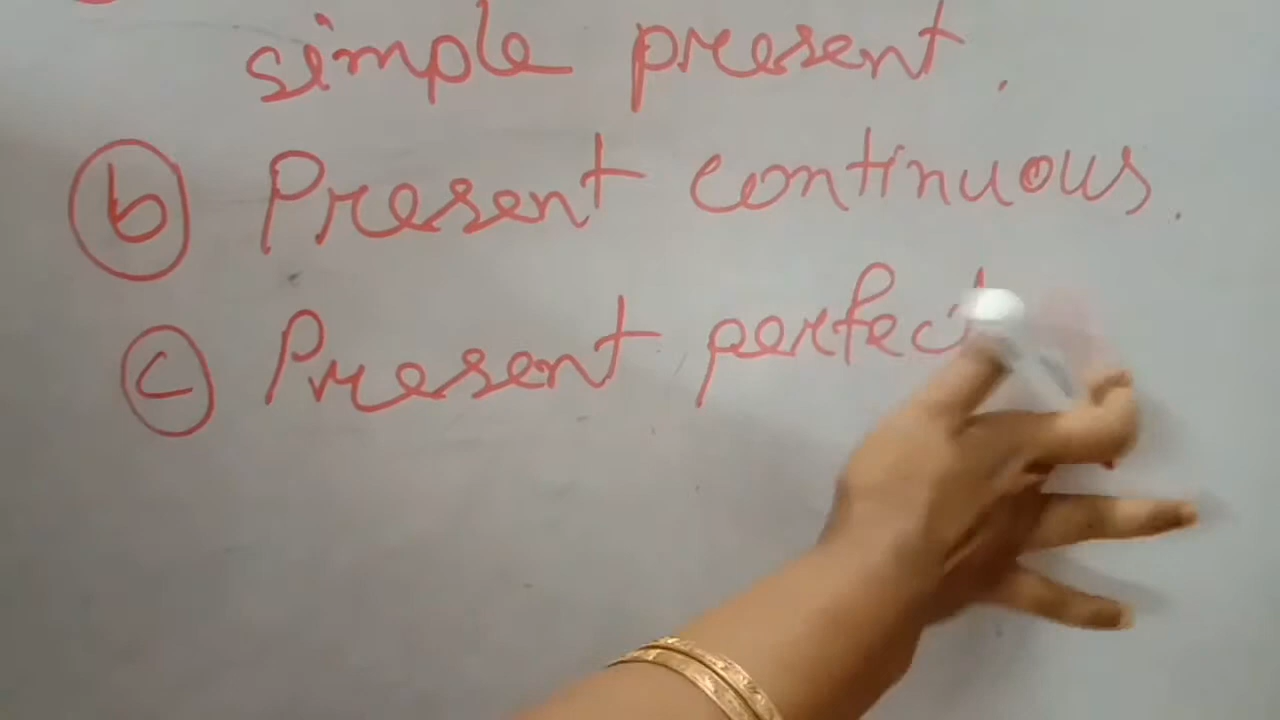 simple present.
(b) Present continuous.
(c) Present perfect